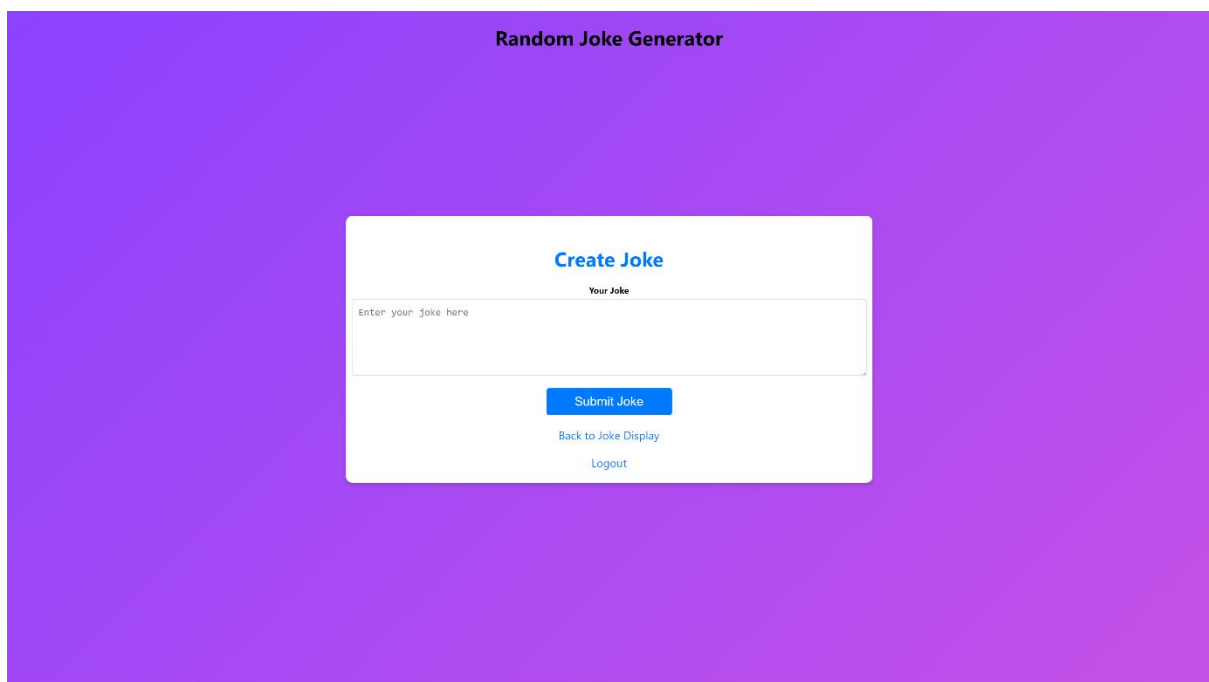 Random Joke Generator
Create Joke
Your Joke
Enter your joke here
Submit Joke
Back to Joke Display
Logout